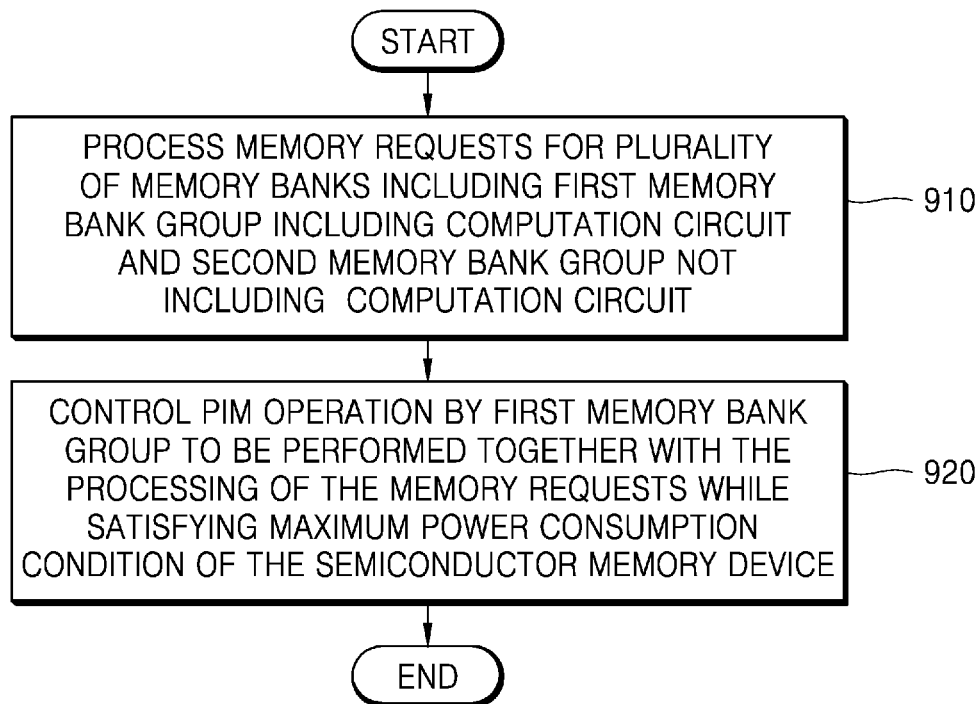 START
PROCESS MEMORY REQUESTS FOR PLURALITY
OF MEMORY BANKS INCLUDING FIRST MEMORY
BANK GROUP INCLUDING COMPUTATION CIRCUIT
AND SECOND MEMORY BANK GROUP NOT
INCLUDING COMPUTATION CIRCUIT
910
CONTROL PIM OPERATION BY FIRST MEMORY BANK
GROUP TO BE PERFORMED TOGETHER WITH THE
PROCESSING OF THE MEMORY REQUESTS WHILE
SATISFYING MAXIMUM POWER CONSUMPTION
CONDITION OF THE SEMICONDUCTOR MEMORY DEVICE
920
END